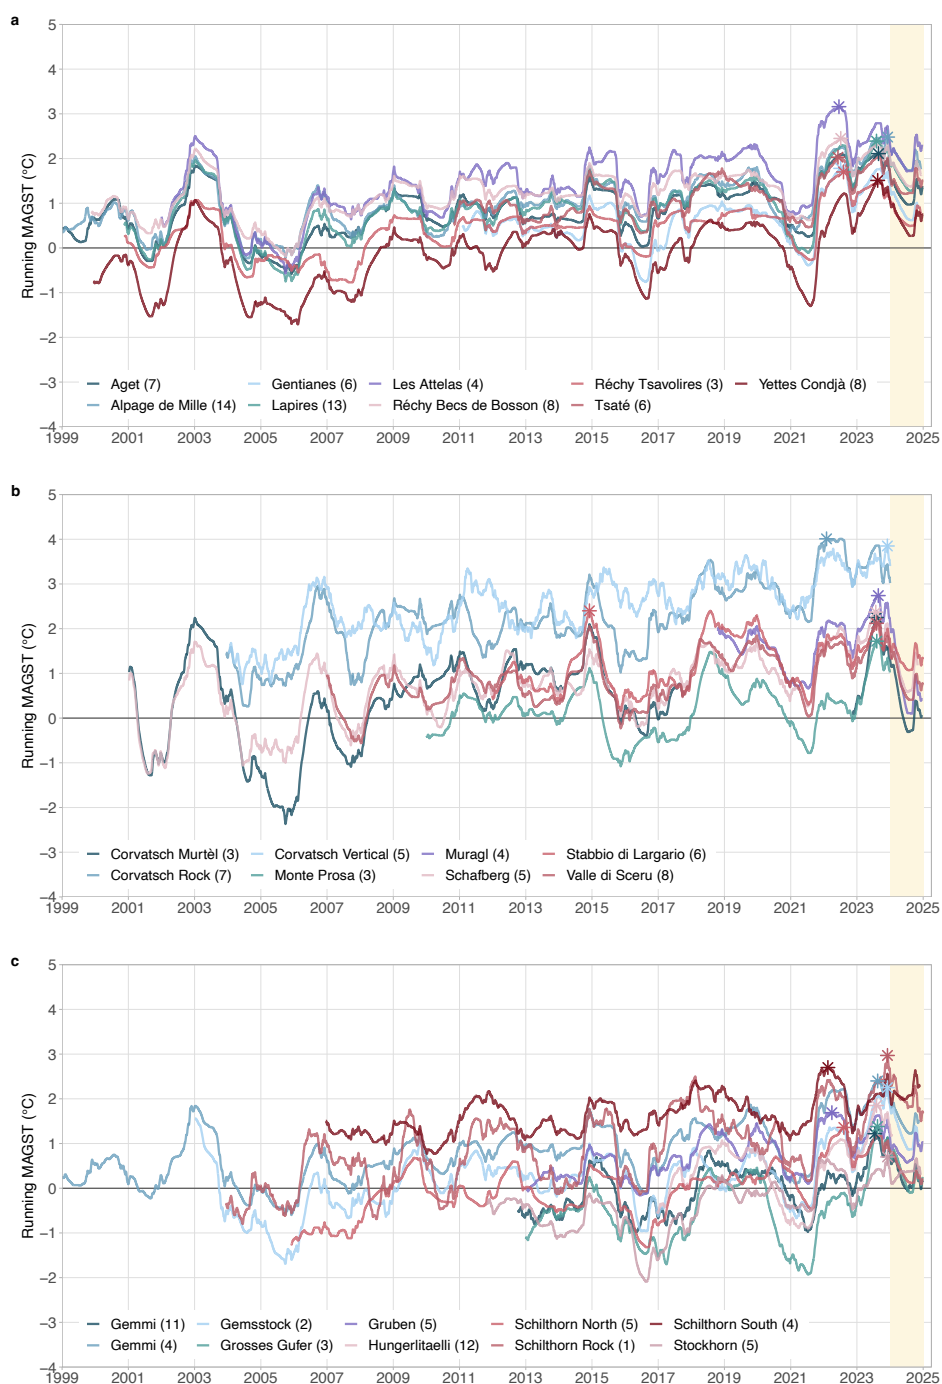 a
Running MAGST (°C)
5
4
3
2
1
0
−1
−2
−3
−4
Aget (7)
Gentianes (6)
Les Attelas (4)
Réchy Tsavolires (3)
Yettes Condjà (8)
Alpage de Mille (14)
Lapires (13)
Réchy Becs de Bosson (8)
Tsaté (6)
1999 2001 2003 2005 2007 2009 2011 2013 2015 2017 2019 2021 2023 2025
b
Running MAGST (°C)
5
4
3
2
1
0
−1
−2
−3
−4
Corvatsch Murtèl (3)
Corvatsch Vertical (5)
Muragl (4)
Stabbio di Largario (6)
Corvatsch Rock (7)
Monte Prosa (3)
Schafberg (5)
Valle di Sceru (8)
1999 2001 2003 2005 2007 2009 2011 2013 2015 2017 2019 2021 2023 2025
c
Running MAGST (°C)
5
4
3
2
1
0
−1
−2
−3
−4
Gemmi (11)
Gemsstock (2)
Gruben (5)
Schilthorn North (5)
Schilthorn South (4)
Gemmi (4)
Grosses Gufer (3)
Hungerlitaelli (12)
Schilthorn Rock (1)
Stockhorn (5)
1999 2001 2003 2005 2007 2009 2011 2013 2015 2017 2019 2021 2023 2025